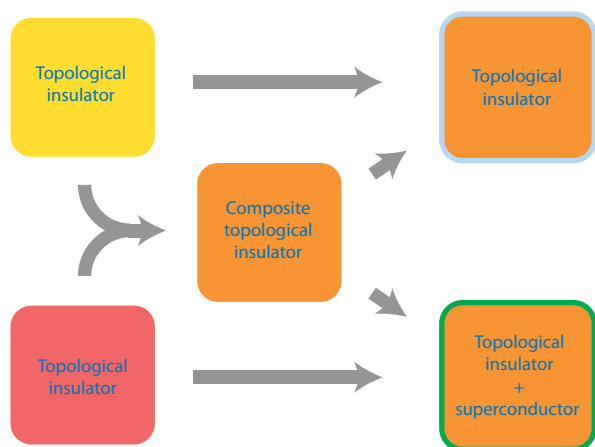 Topological
insulator
Topological
insulator
Composite
topological
insulator
Topological
insulator
Topological
insulator
+
superconductor